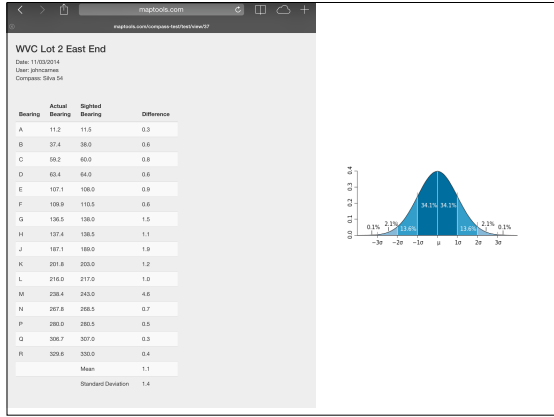 maptools.com
maptools.com/compass-test/test/view/37
WVC Lot 2 East End
Date: 11/03/2014
User: johncarnes
Compass: Silva 54
Bearing Actual Bearing Sighted Bearing Difference
A 11.2 11.5 0.3
B 37.4 38.0 0.6
C 59.2 60.0 0.8
D 63.4 64.0 0.6
E 107.1 108.0 0.9
F 109.9 110.5 0.6
G 136.5 138.0 1.5
H 137.4 138.5 1.1
J 187.1 189.0 1.9
K 201.8 203.0 1.2
L 216.0 217.0 1.0
M 238.4 243.0 4.6
N 267.8 268.5 0.7
P 280.0 280.5 0.5
Q 306.7 307.0 0.3
R 329.6 330.0 0.4
Mean 1.1
Standard Deviation 1.4
0.4
0.3
0.2
0.1
0.0
34.1% 34.1%
0.1% 2.1% 13.6% 13.6% 2.1% 0.1%
−3σ −2σ −1σ μ 1σ 2σ 3σ